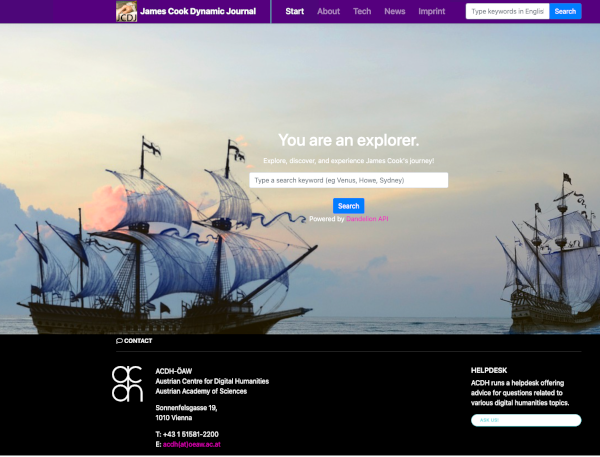 JCDJ
James Cook Dynamic Journal
Start
About
Tech
News
Imprint
Type keywords in Englis
Search
You are an explorer.
Explore, discover, and experience James Cook's journey!
Type a search keyword (eg Venus, Howe, Sydney)
Search
Powered by Dandelion API
CONTACT
ac
dh
ACDH-ÖAW
Austrian Centre for Digital Humanities
Austrian Academy of Sciences
Sonnenfelsgasse 19,
1010 Vienna
T: +43 1 51581-2200
E: acdh(at)oeaw.ac.at
HELPDESK
ACDH runs a helpdesk offering
advice for questions related to
various digital humanities topics.
ASK US!